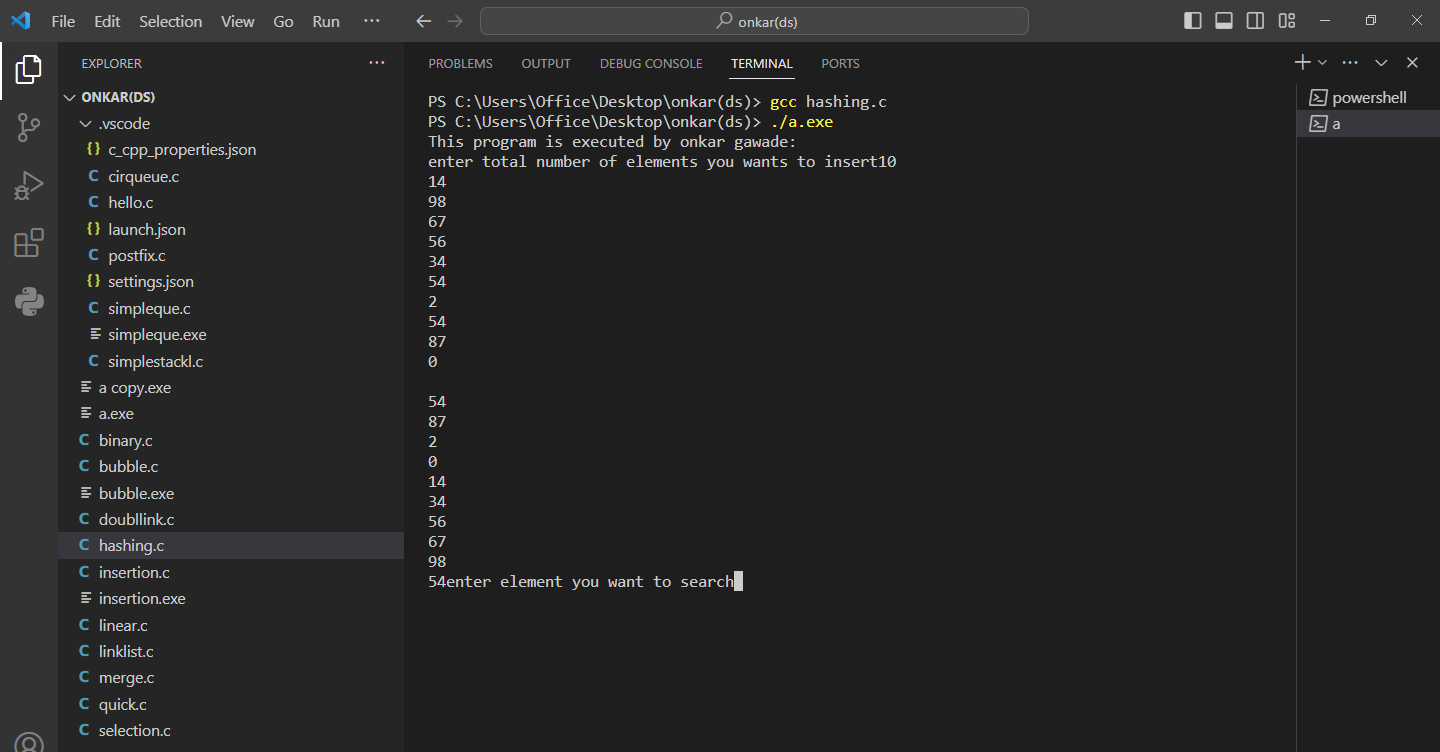 File Edit Selection View Go Run ···
onkar(ds)
EXPLORER ···
ONKAR(DS)
.vscode
{} c_cpp_properties.json
C cirqueue.c
C hello.c
{} launch.json
C postfix.c
{} settings.json
C simpleque.c
simpleque.exe
C simplestackl.c
a copy.exe
a.exe
C binary.c
C bubble.c
bubble.exe
C doubllink.c
C hashing.c
C insertion.c
insertion.exe
C linear.c
C linklist.c
C merge.c
C quick.c
C selection.c
PROBLEMS OUTPUT DEBUG CONSOLE TERMINAL PORTS
PS C:\Users\Office\Desktop\onkar(ds)> gcc hashing.c
PS C:\Users\Office\Desktop\onkar(ds)> ./a.exe
This program is executed by onkar gawade:
enter total number of elements you wants to insert10
14
98
67
56
34
54
2
54
87
0
54
87
2
0
14
34
56
67
98
54enter element you want to search
powershell
a